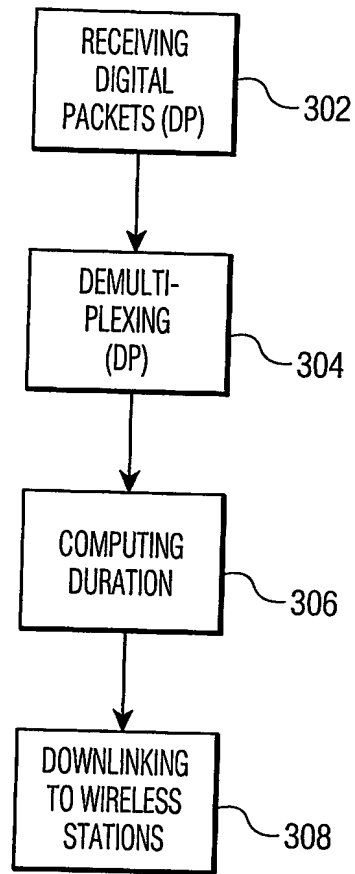 RECEIVING
DIGITAL
PACKETS (DP)
302
DEMULTI-
PLEXING
(DP)
304
COMPUTING
DURATION
306
DOWNLINKING
TO WIRELESS
STATIONS
308